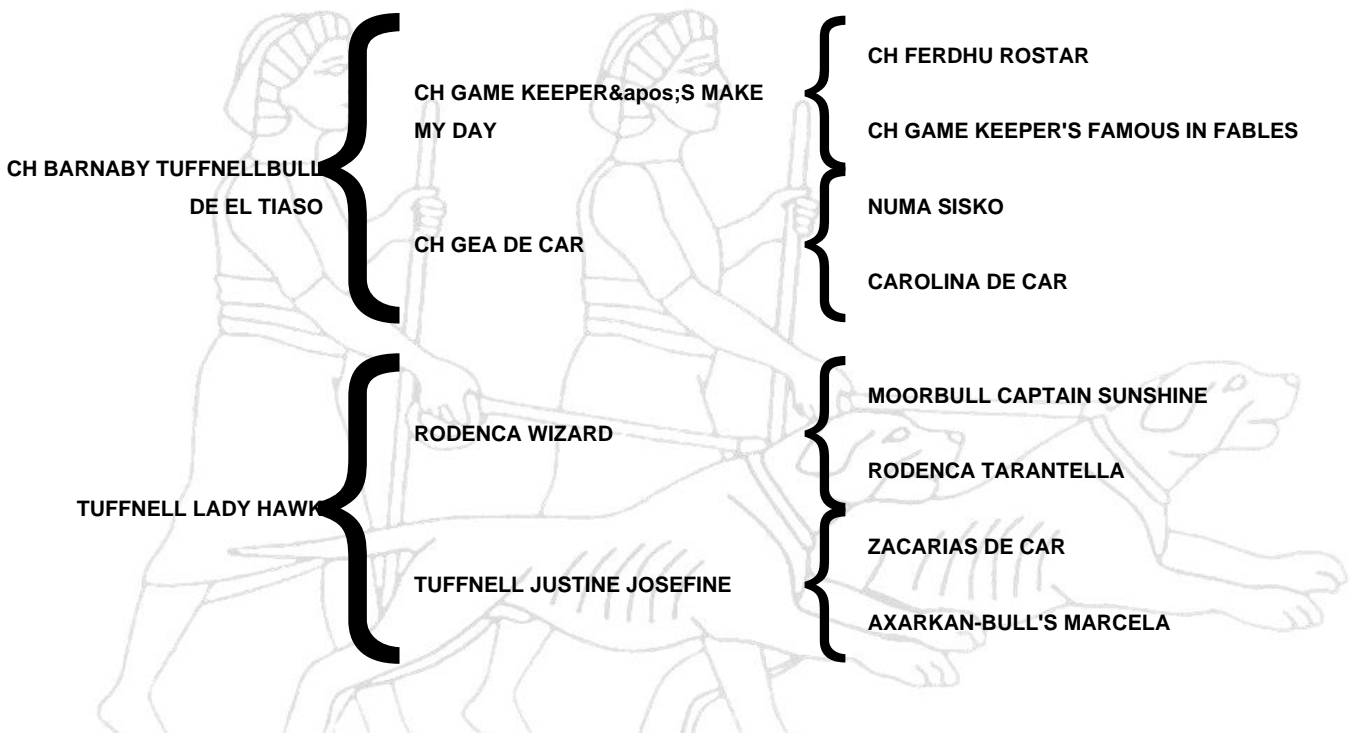 CH FERDHU ROSTAR
CH GAME KEEPER&apos;S MAKE
MY DAY
CH GAME KEEPER'S FAMOUS IN FABLES
CH BARNABY TUFFNELLBULL
DE EL TIASO
NUMA SISKO
CH GEA DE CAR
CAROLINA DE CAR
MOORBULL CAPTAIN SUNSHINE
RODENCA WIZARD
RODENCA TARANTELLA
TUFFNELL LADY HAWK
ZACARIAS DE CAR
TUFFNELL JUSTINE JOSEFINE
AXARKAN-BULL'S MARCELA